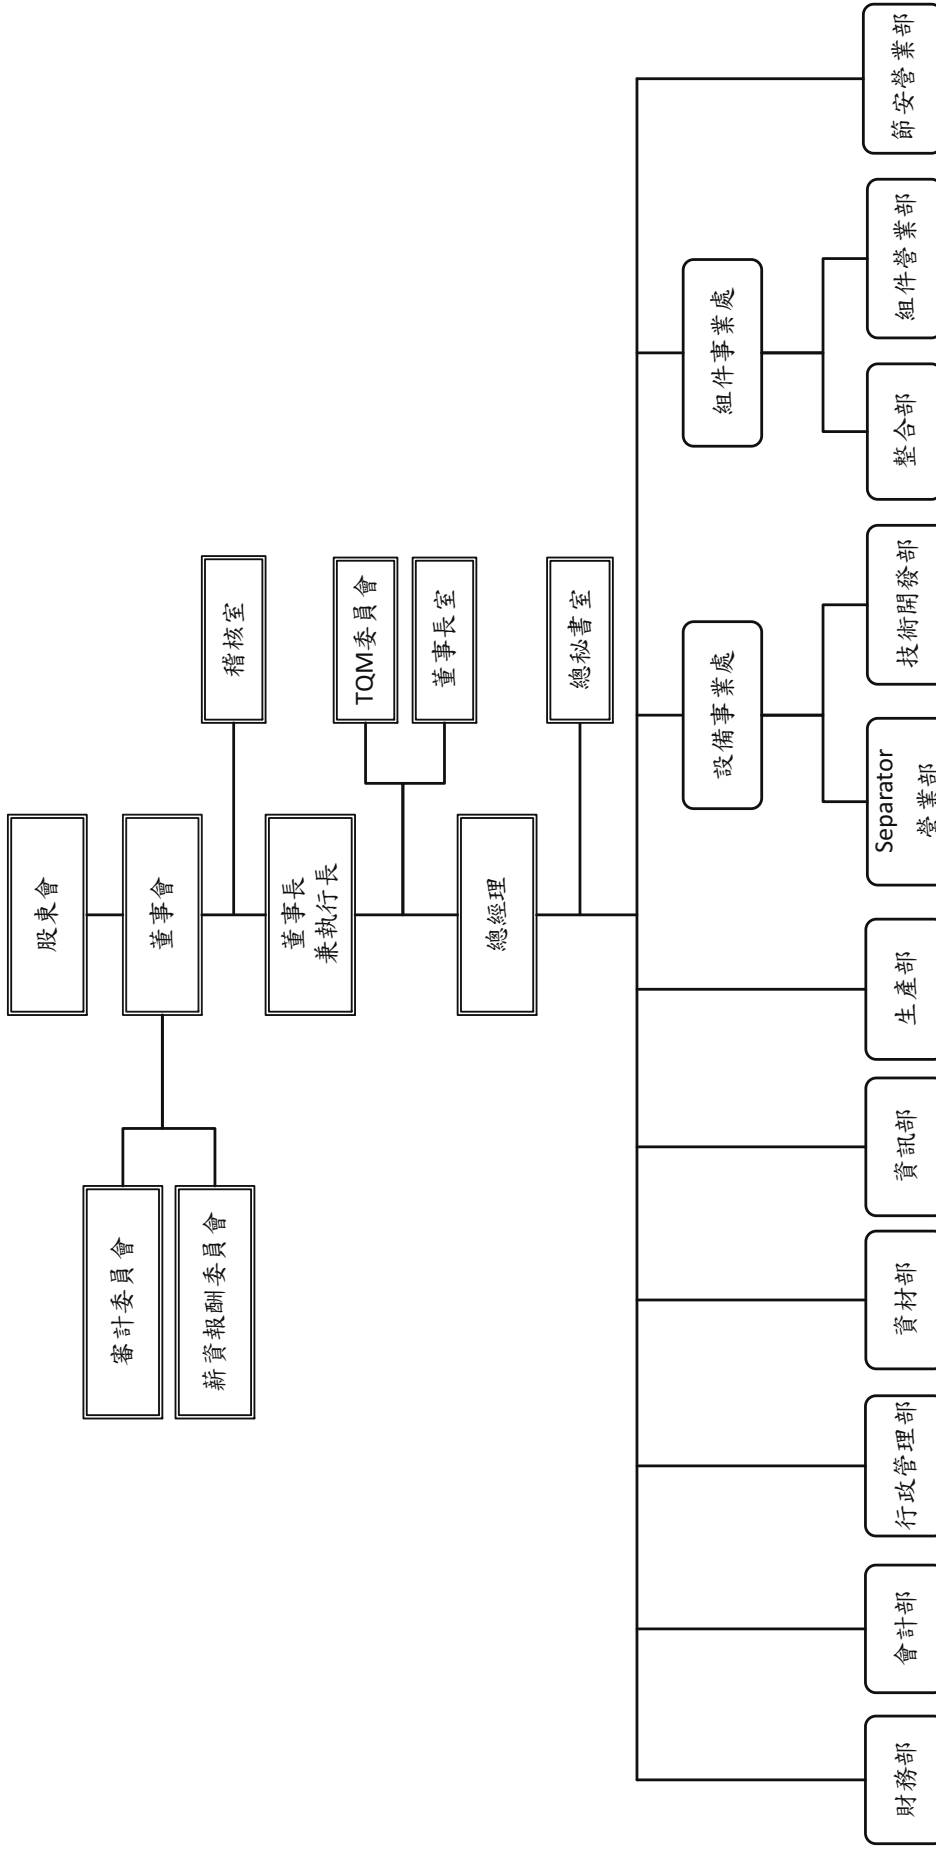 股東會
董事會
審計委員會
薪資報酬委員會
稽核室
董事長
兼執行長
TQM委員會
董事長室
總經理
總秘書室
設備事業處
組件事業處
財務部
會計部
行政管理部
資材部
資訊部
生產部
Separator
營業部
技術開發部
整合部
組件營業部
節安營業部